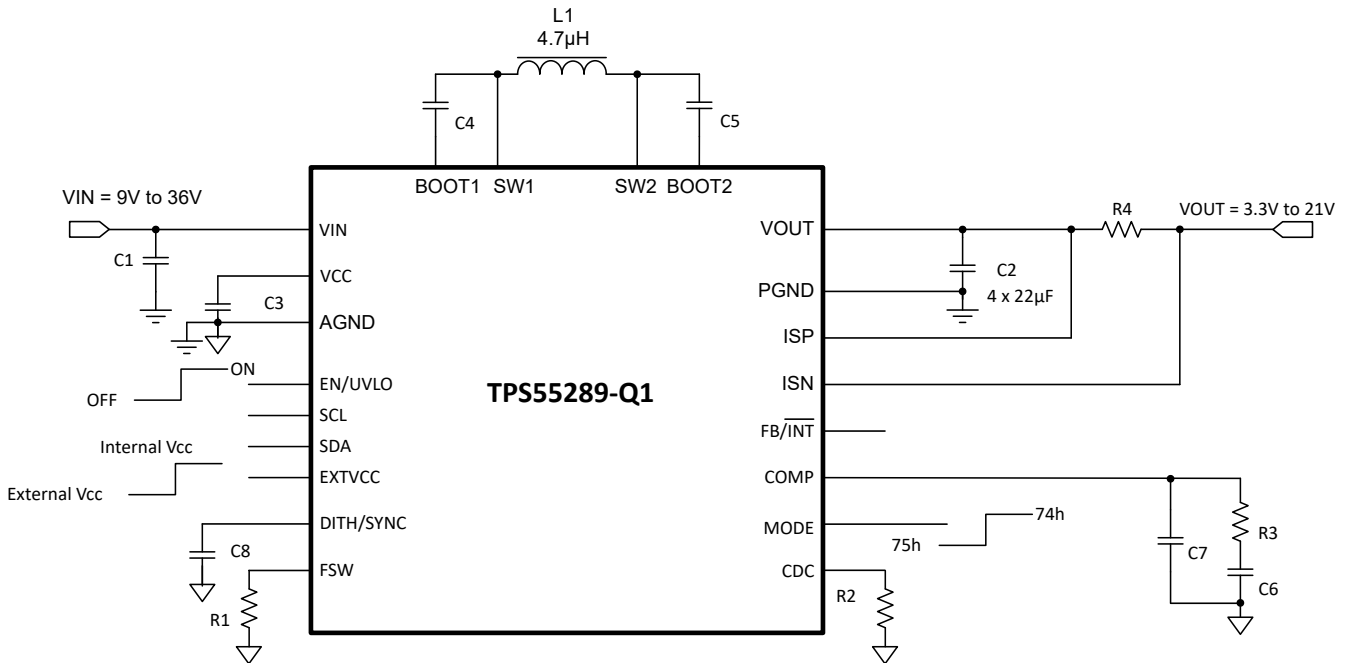 L1
4.7µH
C4
C5
BOOT1 SW1
SW2 BOOT2
VIN = 9V to 36V
C1
VIN
VCC
C3
AGND
OFF
ON
EN/UVLO
SCL
Internal Vcc
SDA
External Vcc
EXTVCC
DITH/SYNC
C8
FSW
R1
TPS55289-Q1
VOUT
R4
VOUT = 3.3V to 21V
C2
4 x 22µF
PGND
ISP
ISN
FB/INT
COMP
MODE
75h
74h
C7
R3
C6
CDC
R2